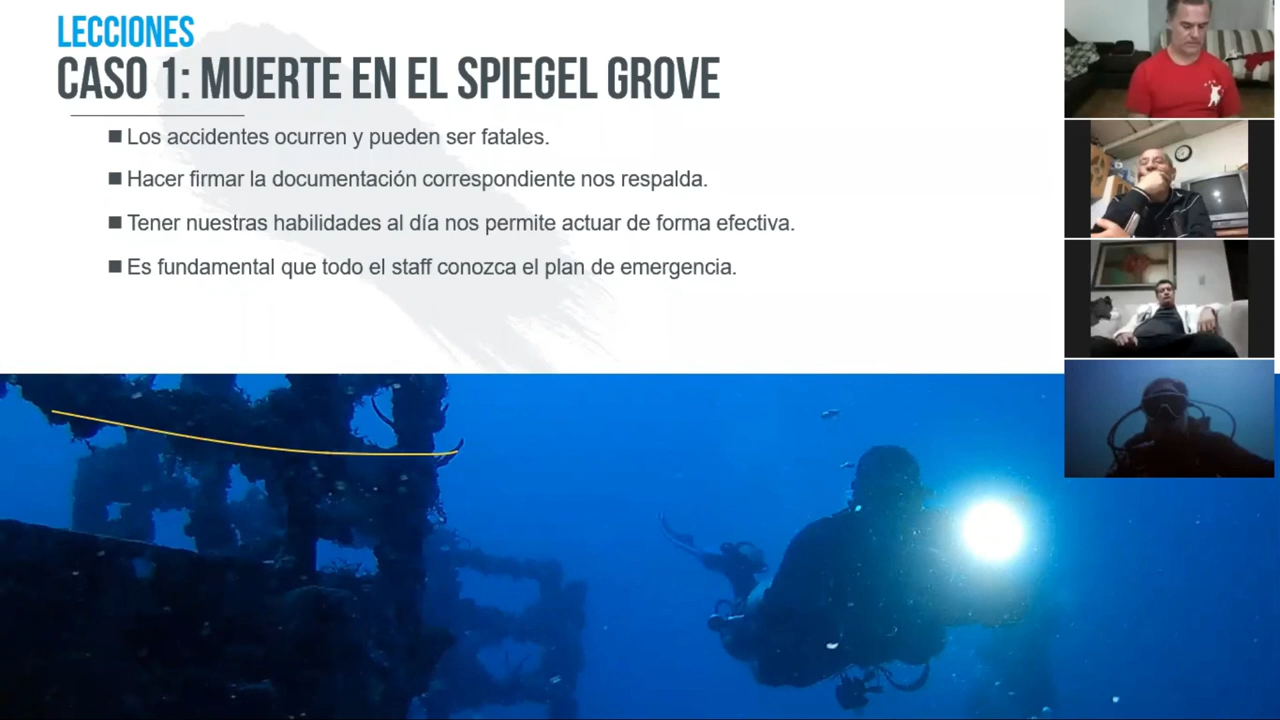 LECCIONES
CASO 1: MUERTE EN EL SPIEGEL GROVE
Los accidentes ocurren y pueden ser fatales.
Hacer firmar la documentación correspondiente nos respalda.
Tener nuestras habilidades al día nos permite actuar de forma efectiva.
Es fundamental que todo el staff conozca el plan de emergencia.